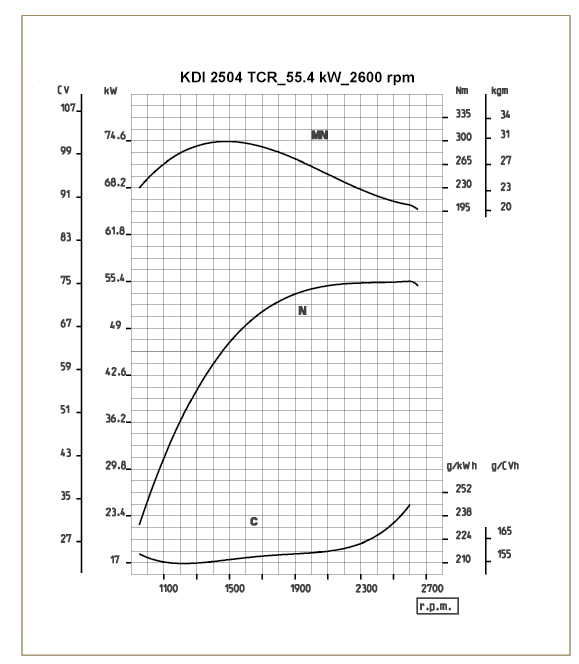 KDI 2504 TCR_55.4 kW_2600 rpm
CV kW Nm kgm
107 335 34
74.6 MN 300 31
99 265 27
91 68.2 230 23
195 20
83 61.8
75 55.4
N
67 49
59 42.6
51 36.2
43 29.8 g/kWh g/CVh
35 252
23.4 C 238
27 224 165
17 210 155
1100 1500 1900 2300 2700
r.p.m.